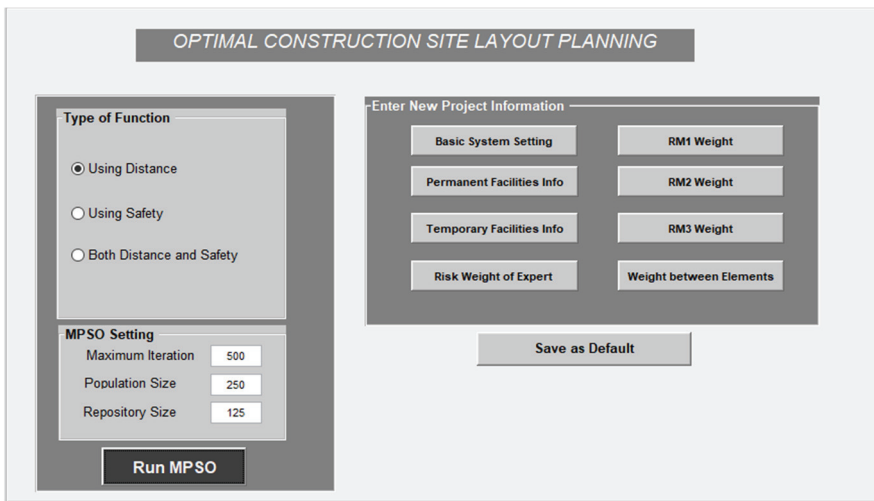 OPTIMAL CONSTRUCTION SITE LAYOUT PLANNING
Type of Function
Using Distance
Using Safety
Both Distance and Safety
MPSO Setting
Maximum Iteration 500
Population Size 250
Repository Size 125
Run MPSO
Enter New Project Information
Basic System Setting RM1 Weight
Permanent Facilities Info RM2 Weight
Temporary Facilities Info RM3 Weight
Risk Weight of Expert Weight between Elements
Save as Default